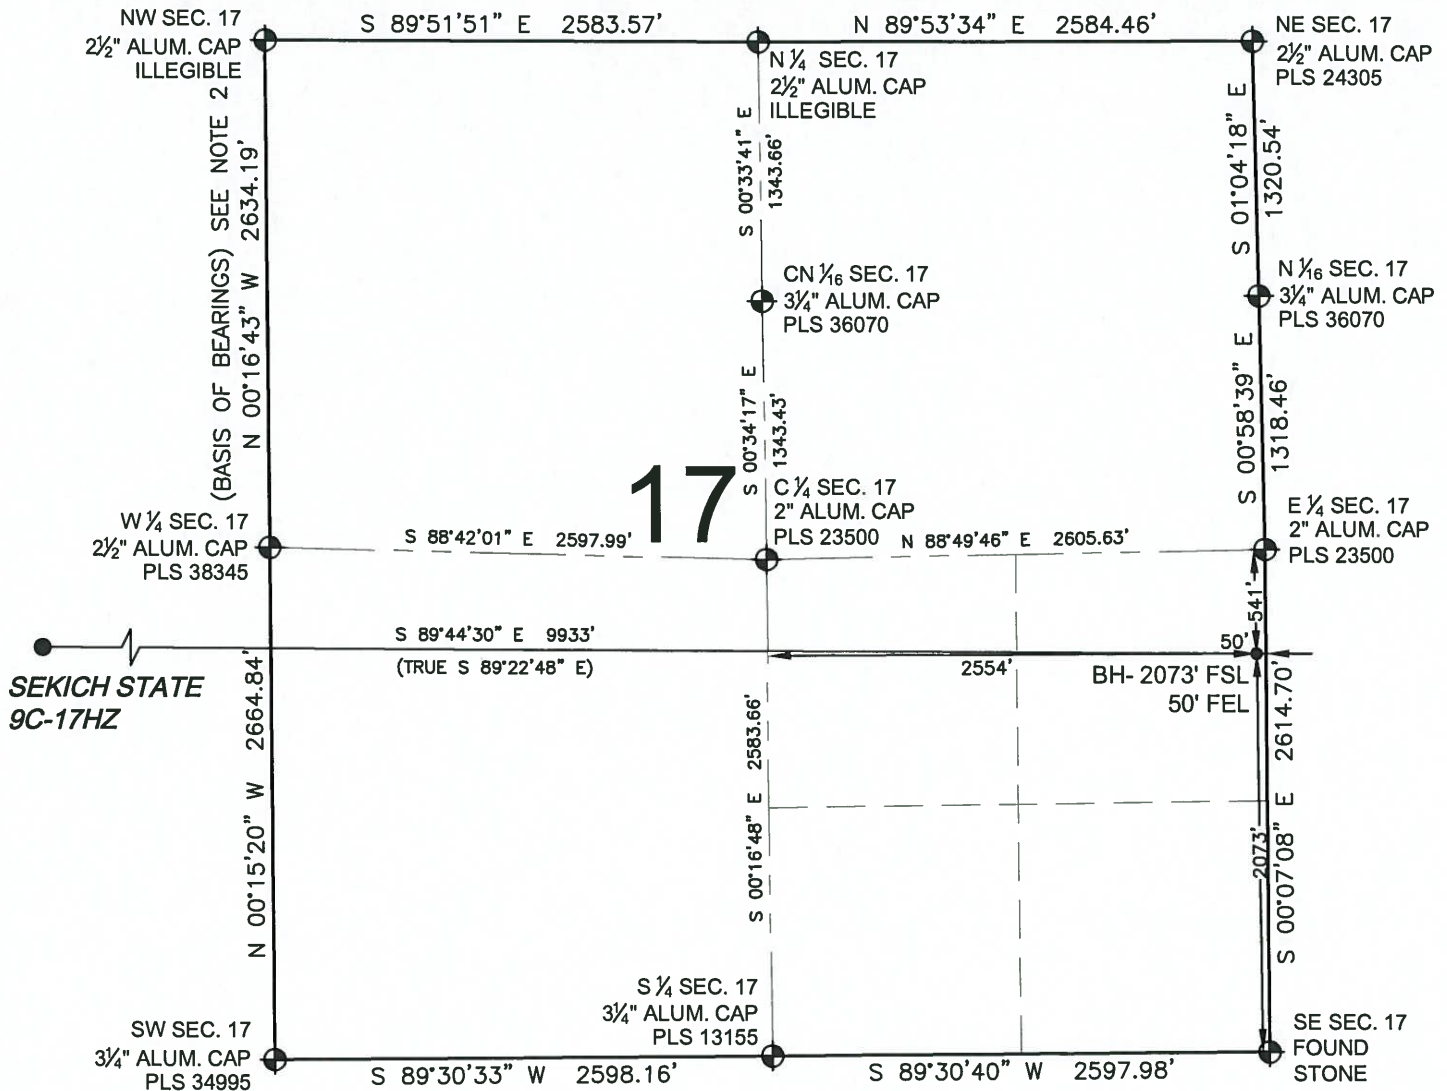 NW SEC. 17
2½" ALUM. CAP
ILLEGIBLE
S 89°51'51" E 2583.57'
N 89°53'34" E 2584.46'
NE SEC. 17
2½" ALUM. CAP
PLS 24305
N ¼ SEC. 17
2½" ALUM. CAP
ILLEGIBLE
(BASIS OF BEARINGS) SEE NOTE 2
N 00°16'43" W 2634.19'
S 00°33'41" E
1343.66'
S 01°04'18" E
1320.54'
CN 1/16 SEC. 17
3¼" ALUM. CAP
PLS 36070
N 1/16 SEC. 17
3¼" ALUM. CAP
PLS 36070
S 00°34'17" E
1343.43'
S 00°58'39" E
1318.46'
17
W ¼ SEC. 17
2½" ALUM. CAP
PLS 38345
S 88°42'01" E 2597.99'
C ¼ SEC. 17
2" ALUM. CAP
PLS 23500
N 88°49'46" E 2605.63'
E ¼ SEC. 17
2" ALUM. CAP
PLS 23500
541'
S 89°44'30" E 9933'
(TRUE S 89°22'48" E)
50'
2554'
BH- 2073' FSL
50' FEL
SEKICH STATE
9C-17HZ
N 00°15'20" W 2664.84'
S 00°16'48" E 2583.66'
2073'
S 00°07'08" E 2614.70'
S ¼ SEC. 17
3¼" ALUM. CAP
PLS 13155
SW SEC. 17
3¼" ALUM. CAP
PLS 34995
S 89°30'33" W 2598.16'
S 89°30'40" W 2597.98'
SE SEC. 17
FOUND
STONE